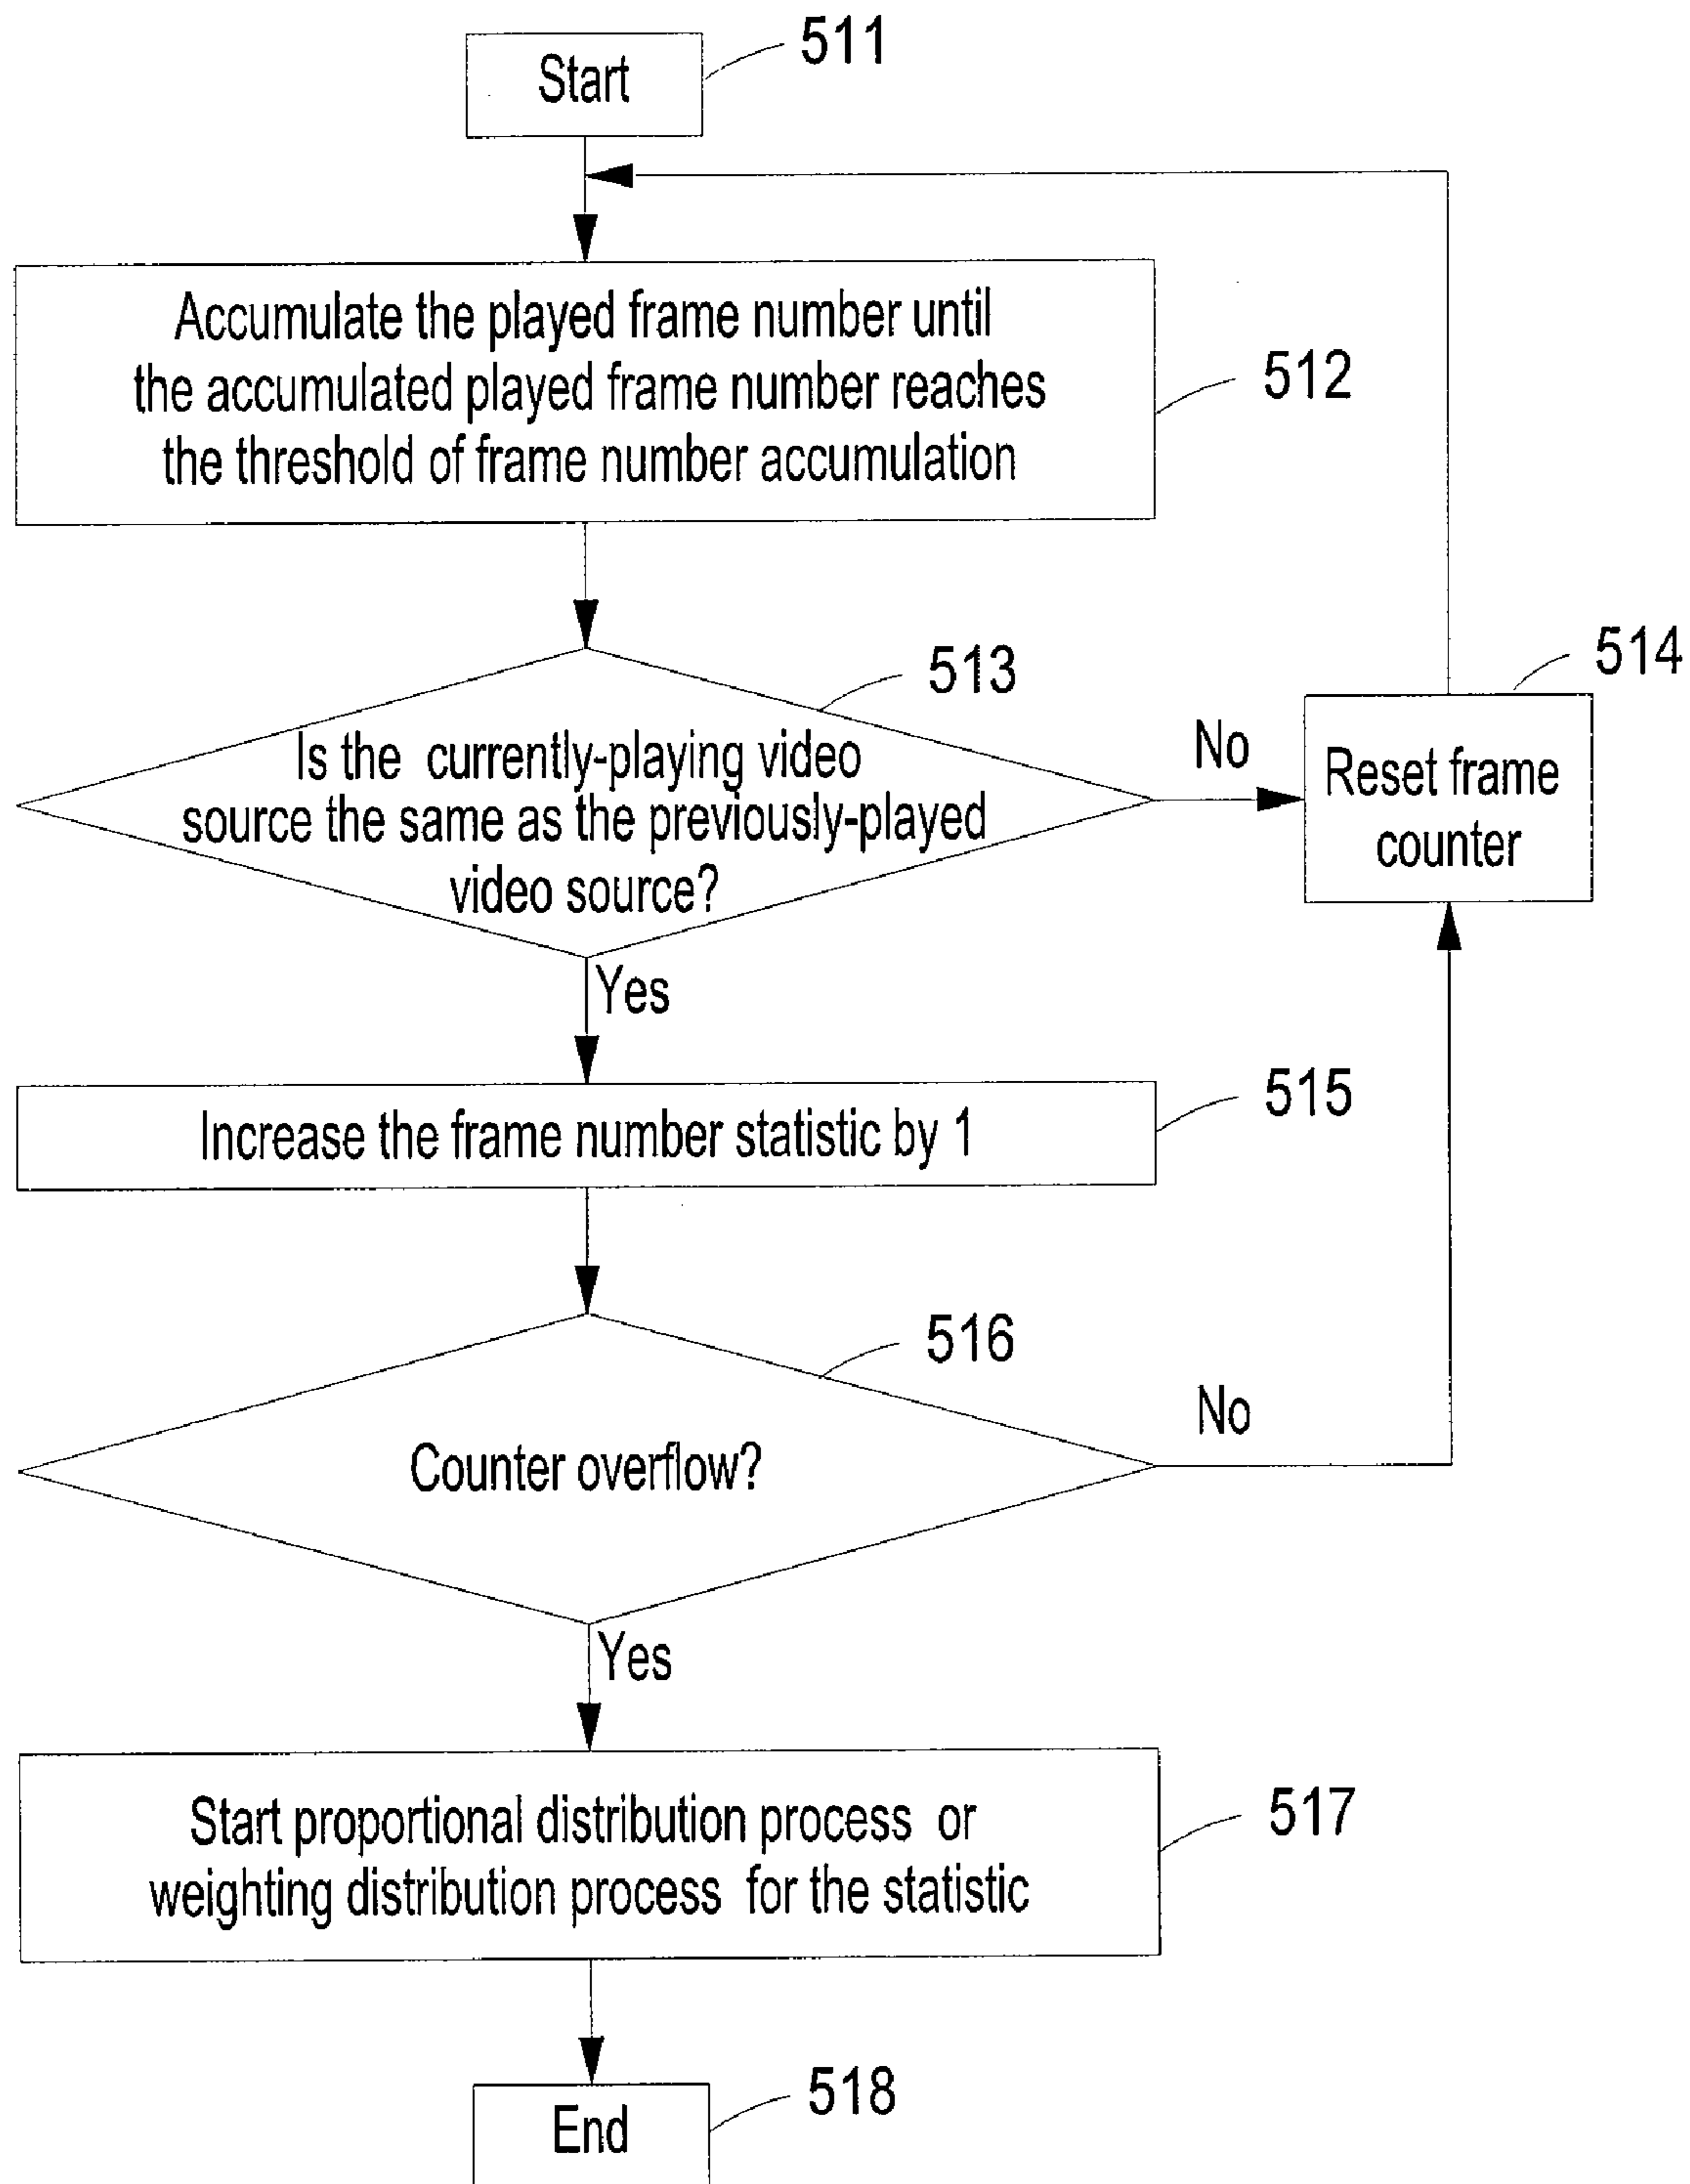 511
Start
Accumulate the played frame number until
the accumulated played frame number reaches
the threshold of frame number accumulation
512
513
Is the currently-playing video
source the same as the previously-played
video source?
No
514
Reset frame
counter
Yes
Increase the frame number statistic by 1
515
516
Counter overflow?
No
Yes
Start proportional distribution process or
weighting distribution process for the statistic
517
End
518